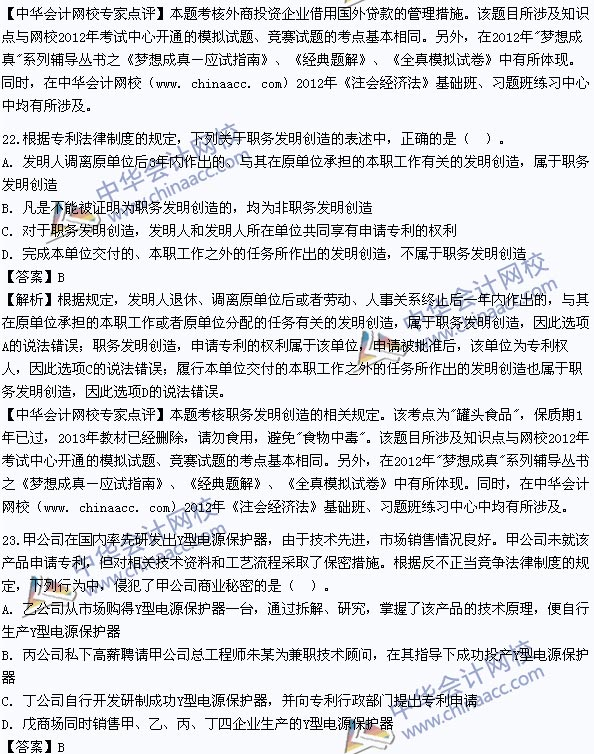 【中华会计网校专家点评】本题考核外商投资企业借用国外贷款的管理措施。该题目所涉及知识
点与网校2012年考试中心开通的模拟试题、竞赛试题的考点基本相同。另外，在2012年"梦想成
真"系列辅导丛书之《梦想成真—应试指南》、《经典题解》、《全真模拟试卷》中有所体现。
同时，在中华会计网校（www. chinaacc. com）2012年《注会经济法》基础班、习题班练习中心
中均有所涉及。
22.根据专利法律制度的规定，下列关于职务发明创造的表述中，正确的是（ ）。
A. 发明人调离原单位后3年内作出的、与其在原单位承担的本职工作有关的发明创造，属于职务
发明创造
B. 凡是不能被证明为职务发明创造的，均为非职务发明创造
C. 对于职务发明创造，发明人和发明人所在单位共同享有申请专利的权利
D. 完成本单位交付的、本职工作之外的任务所作出的发明创造，不属于职务发明创造
【答案】B
【解析】根据规定，发明人退休、调离原单位后或者劳动、人事关系终止后一年内作出的，与其
在原单位承担的本职工作或者原单位分配的任务有关的发明创造，属于职务发明创造，因此选项
A的说法错误；职务发明创造，申请专利的权利属于该单位，申请被批准后，该单位为专利权
人，因此选项C的说法错误；履行本单位交付的本职工作之外的任务所作出的发明创造也属于职
务发明创造，因此选项D的说法错误。
【中华会计网校专家点评】本题考核职务发明创造的相关规定。该考点为"罐头食品"，保质期1
年已过，2013年教材已经删除，请勿食用，避免"食物中毒"。该题目所涉及知识点与网校2012年
考试中心开通的模拟试题、竞赛试题的考点基本相同。另外，在2012年"梦想成真"系列辅导丛书
之《梦想成真—应试指南》、《经典题解》、《全真模拟试卷》中有所体现。同时，在中华会计
网校（www. chinaacc. com）2012年《注会经济法》基础班、习题班练习中心中均有所涉及。
23.甲公司在国内率先研发出Y型电源保护器，由于技术先进，市场销售情况良好。甲公司未就该
产品申请专利，但对相关技术资料和工艺流程采取了保密措施。根据反不正当竞争法律制度的规
定，下列行为中，侵犯了甲公司商业秘密的是（ ）。
A. 乙公司从市场购得Y型电源保护器一台，通过拆解、研究，掌握了该产品的技术原理，便自行
生产Y型电源保护器
B. 丙公司私下高薪聘请甲公司总工程师朱某为兼职技术顾问，在其指导下成功投产Y型电源保护
器
C. 丁公司自行开发研制成功Y型电源保护器，并向专利行政部门提出专利申请
D. 戊商场同时销售甲、乙、丙、丁四企业生产的Y型电源保护器
【答案】B
中华会计网校
www.chinaacc.com
中华会计网校
www.chinaacc.com
中华会计网校
www.chinaacc.com
中华会计网校
www.chinaacc.com